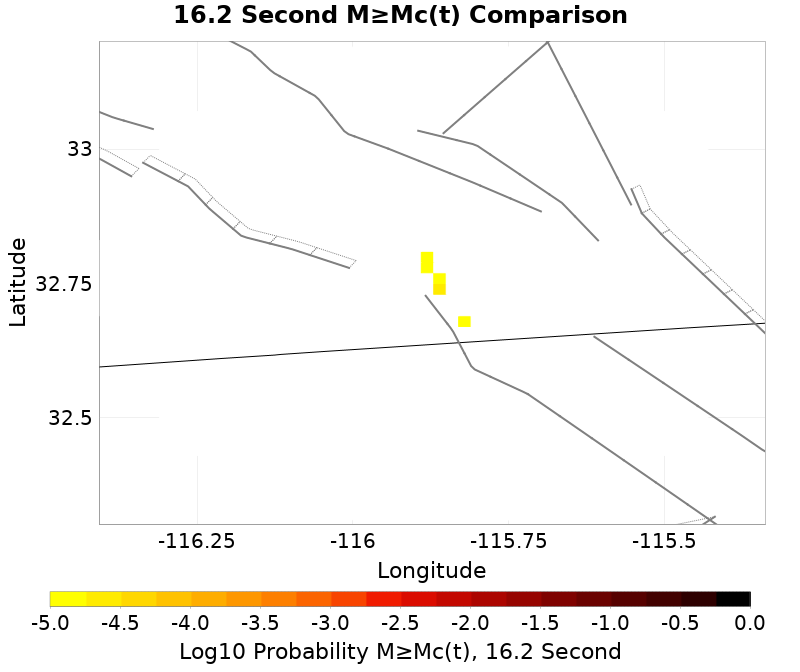 16.2 Second M≥Mc(t) Comparison
33
32.75
32.5
Latitude
-116.25 -116 -115.75 -115.5
Longitude
-5.0 -4.5 -4.0 -3.5 -3.0 -2.5 -2.0 -1.5 -1.0 -0.5 0.0
Log10 Probability M≥Mc(t), 16.2 Second